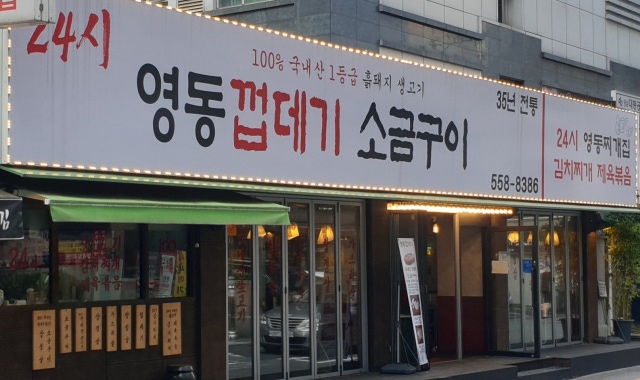 24시
100% 국내산 1등급 흙돼지 생고기
영동껍데기 소금구이
35년 전통
558-8386
24시 영동찌개집
김치찌개 제육볶음